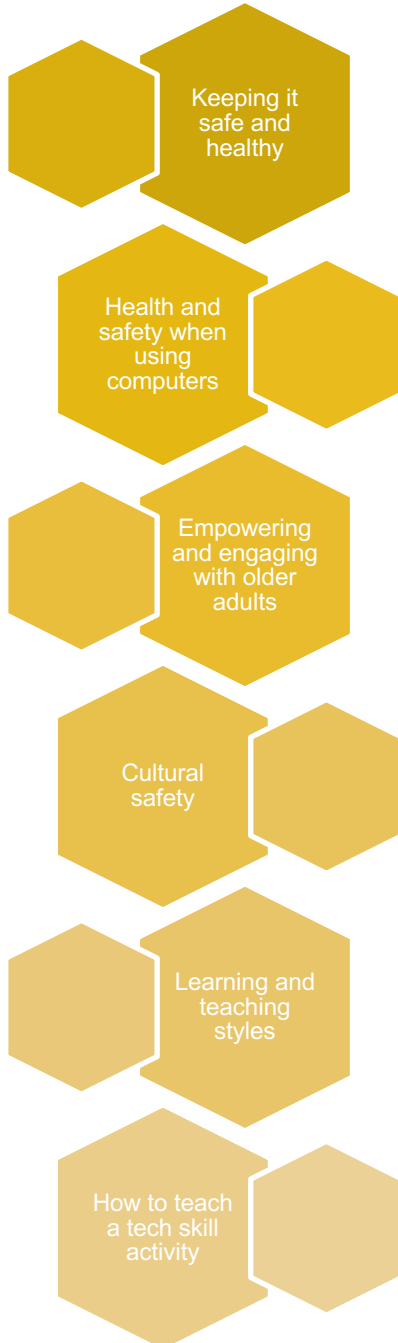 Keeping it
safe and
healthy
Health and
safety when
using
computers
Empowering
and engaging
with older
adults
Cultural
safety
Learning and
teaching
styles
How to teach
a tech skill
activity